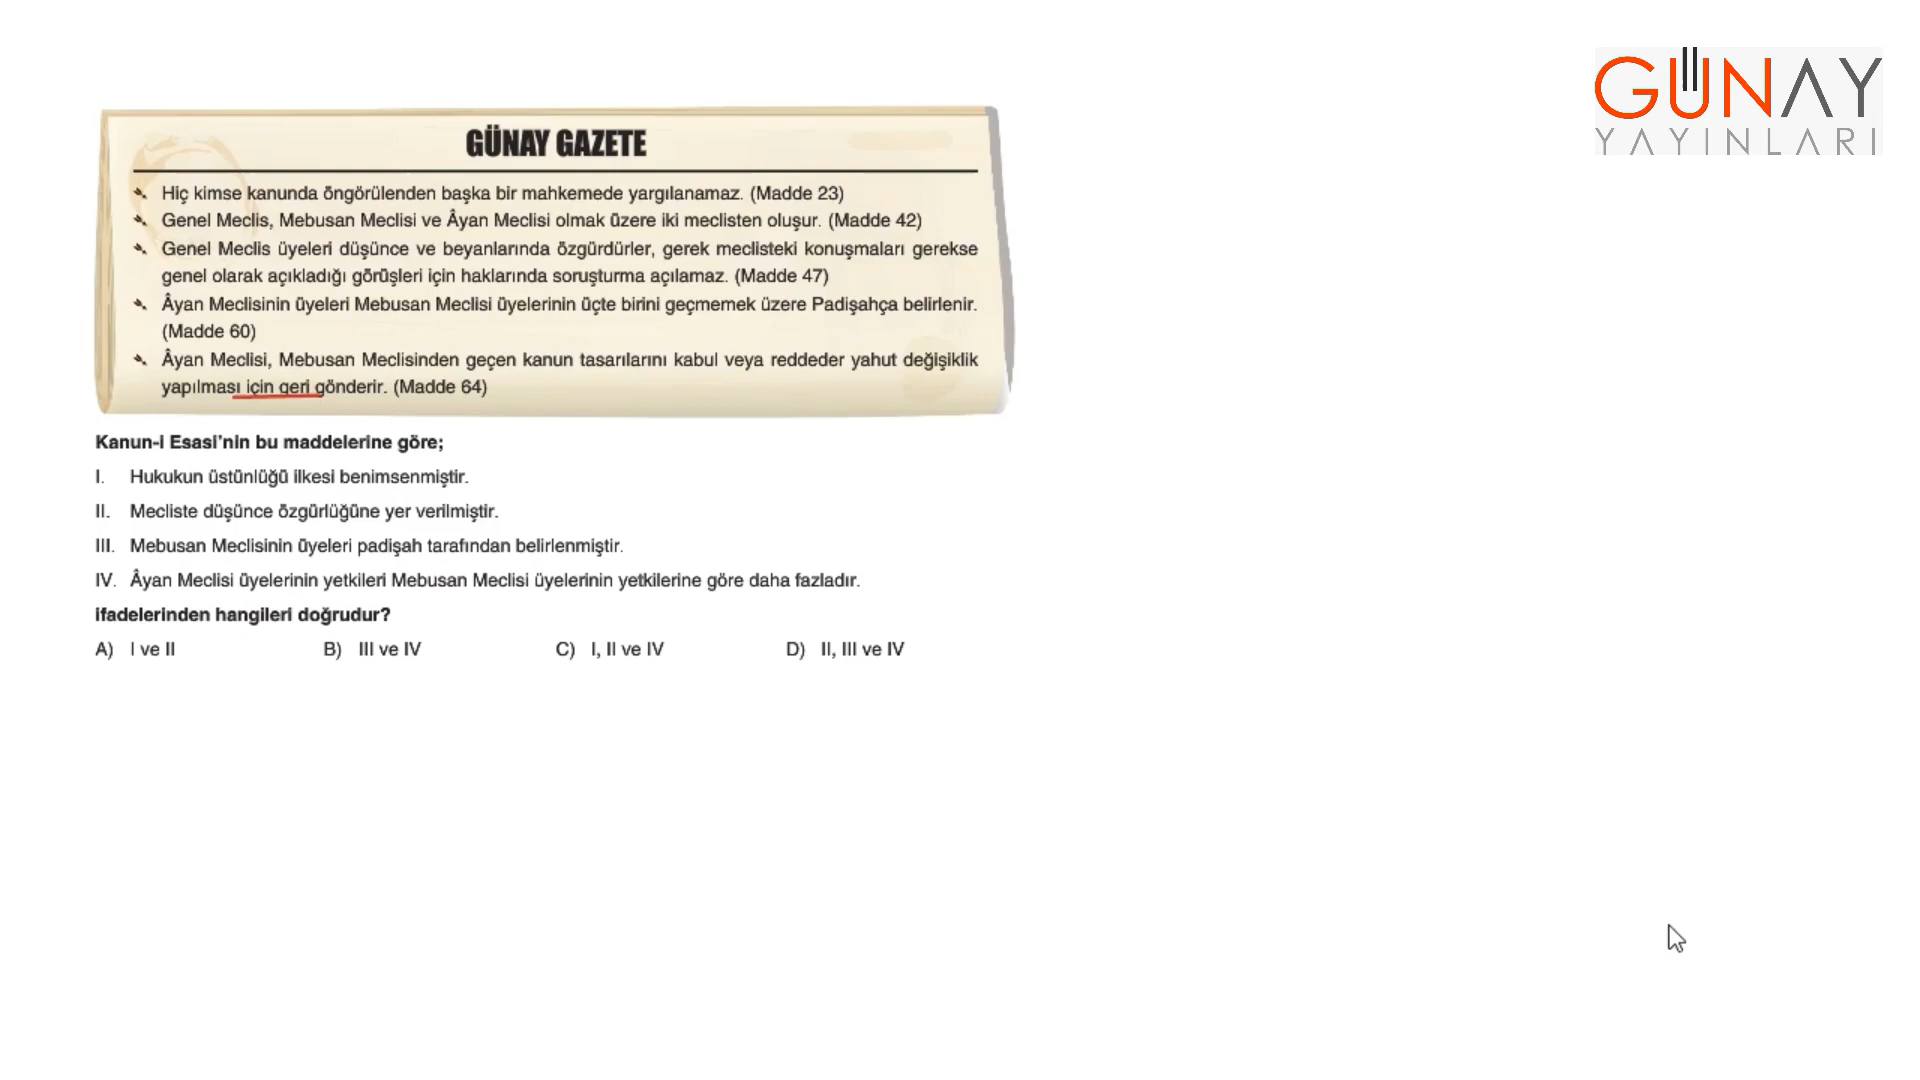 GÜNAY
YAYINLARI
GÜNAY GAZETE
Hiç kimse kanunda öngörülenden başka bir mahkemede yargılanamaz. (Madde 23)
Genel Meclis, Mebusan Meclisi ve Âyan Meclisi olmak üzere iki meclisten oluşur. (Madde 42)
Genel Meclis üyeleri düşünce ve beyanlarında özgürdürler, gerek meclisteki konuşmaları gerekse
genel olarak açıkladığı görüşleri için haklarında soruşturma açılamaz. (Madde 47)
Âyan Meclisinin üyeleri Mebusan Meclisi üyelerinin üçte birini geçmemek üzere Padişahça belirlenir.
(Madde 60)
Âyan Meclisi, Mebusan Meclisinden geçen kanun tasarılarını kabul veya reddeder yahut değişiklik
yapılması için geri gönderir. (Madde 64)
Kanun-i Esasi’nin bu maddelerine göre;
I. Hukukun üstünlüğü ilkesi benimsenmiştir.
II. Mecliste düşünce özgürlüğüne yer verilmiştir.
III. Mebusan Meclisinin üyeleri padişah tarafından belirlenmiştir.
IV. Âyan Meclisi üyelerinin yetkileri Mebusan Meclisi üyelerinin yetkilerine göre daha fazladır.
ifadelerinden hangileri doğrudur?
A) I ve II B) III ve IV C) I, II ve IV D) II, III ve IV